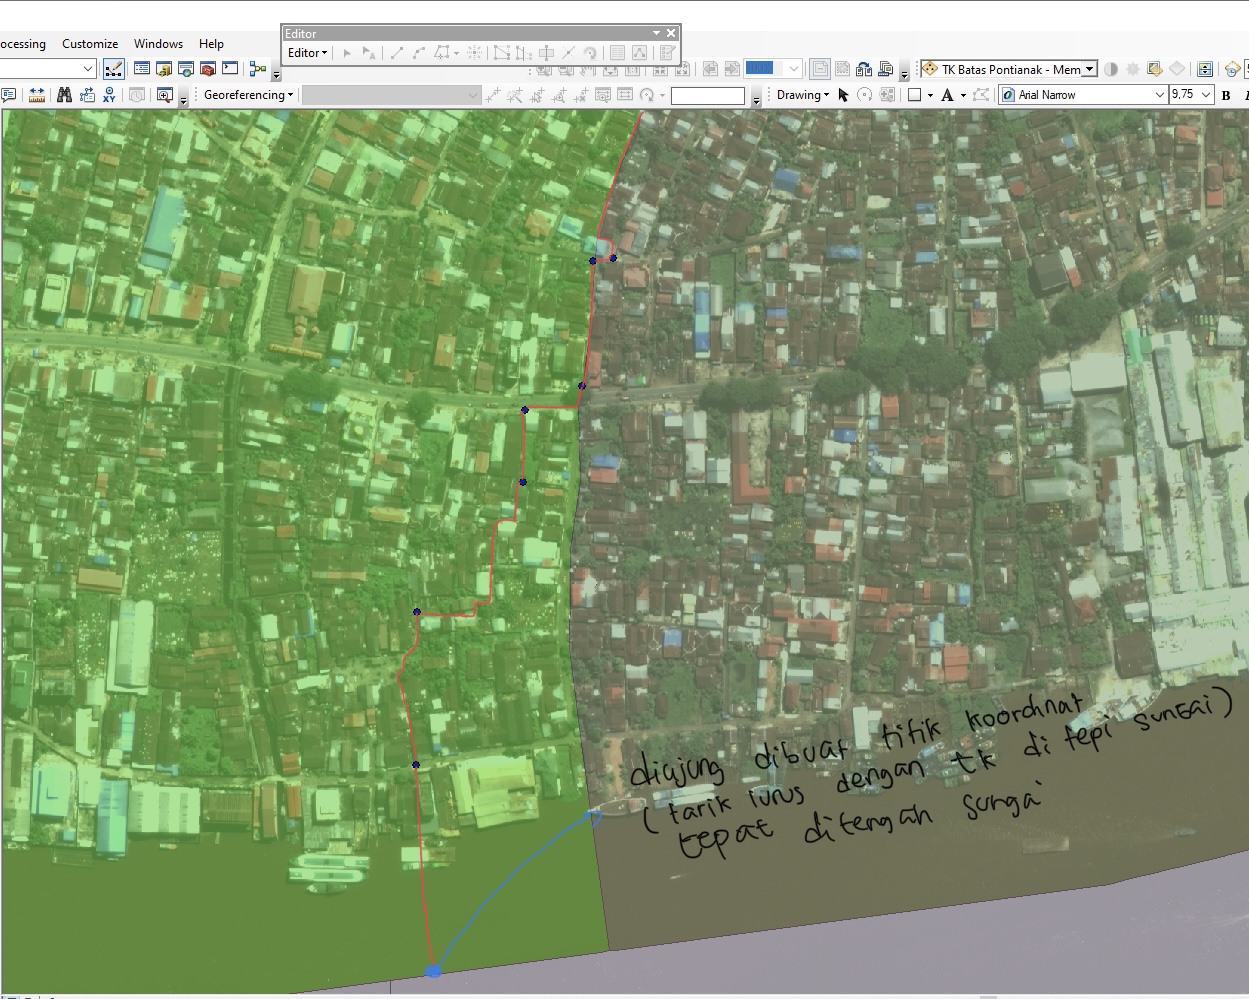 Editor
ocessing Customize Windows Help
Editor
TK Batas Pontianak - Mem
Georeferencing
Drawing
A
Arial Narrow
9,75
B
diujung dibuat titik koordinat
(tarik lurus dengan tk di tepi sungai)
tepat ditengah sungai